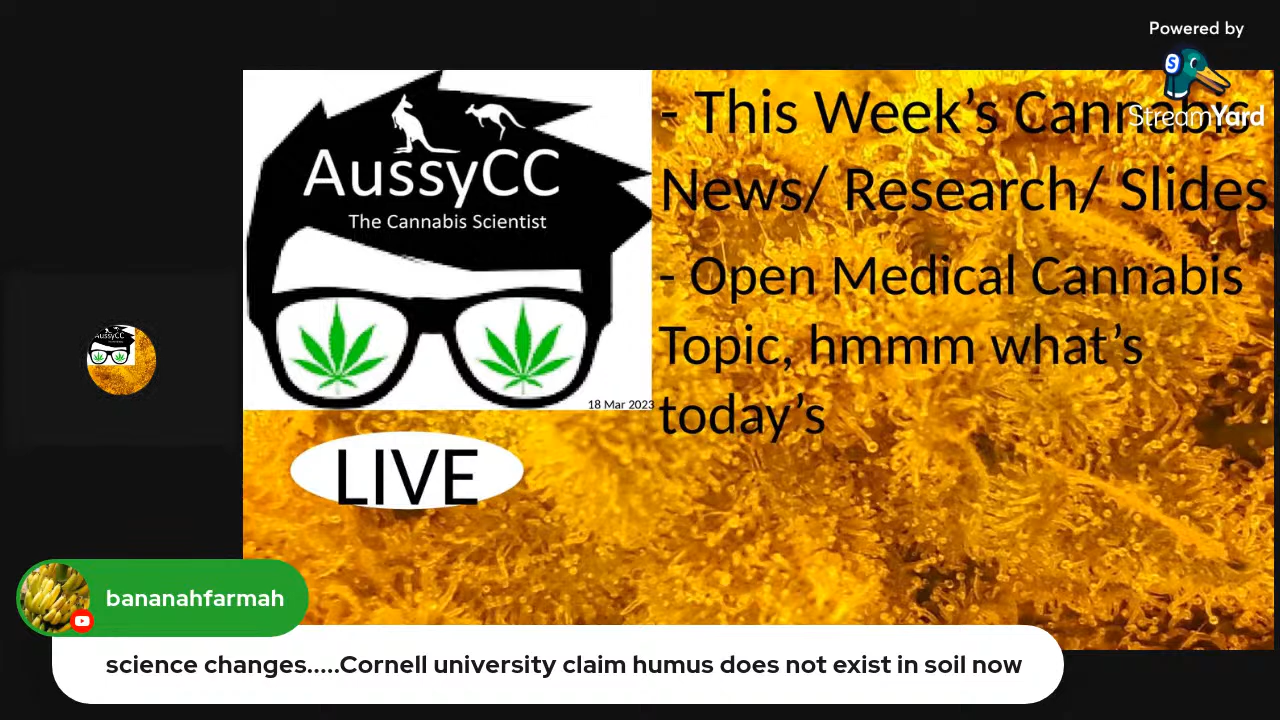 Powered by
StreamYard
AussyCC
The Cannabis Scientist
18 Mar 2023
- This Week’s Cannabis
News/ Research/ Slides
- Open Medical Cannabis
Topic, hmmm what’s
today’s
LIVE
AussyCC
bananahfarmah
science changes.....Cornell university claim humus does not exist in soil now